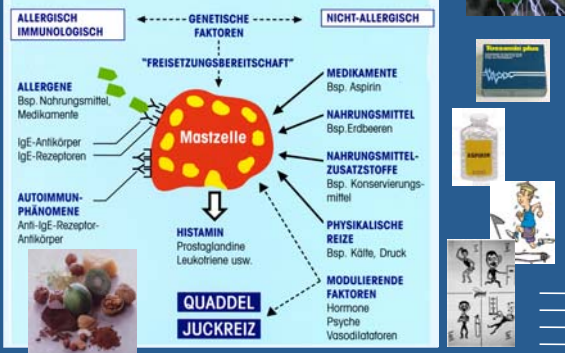 ALLERGISCH
IMMUNOLOGISCH
GENETISCHE
FAKTOREN
NICHT-ALLERGISCH
"FREISETZUNGSBEREITSCHAFT"
ALLERGENE
Bsp. Nahrungsmittel,
Medikamente
IgE-Antikörper
IgE-Rezeptoren
AUTOIMMUN-
PHÄNOMENE
Anti-IgE-Rezeptor-
Antikörper
Mastzelle
HISTAMIN
Prostaglandine
Leukotriene usw.
QUADDEL
JUCKREIZ
MEDIKAMENTE
Bsp. Aspirin
NAHRUNGSMITTEL
Bsp.Erdbeeren
NAHRUNGSMITTEL-
ZUSATZSTOFFE
Bsp. Konservierungs-
mittel
PHYSIKALISCHE
REIZE
Bsp. Kälte, Druck
MODULIERENDE
FAKTOREN
Hormone
Psyche
Vasodilatatoren
ASPIRIN